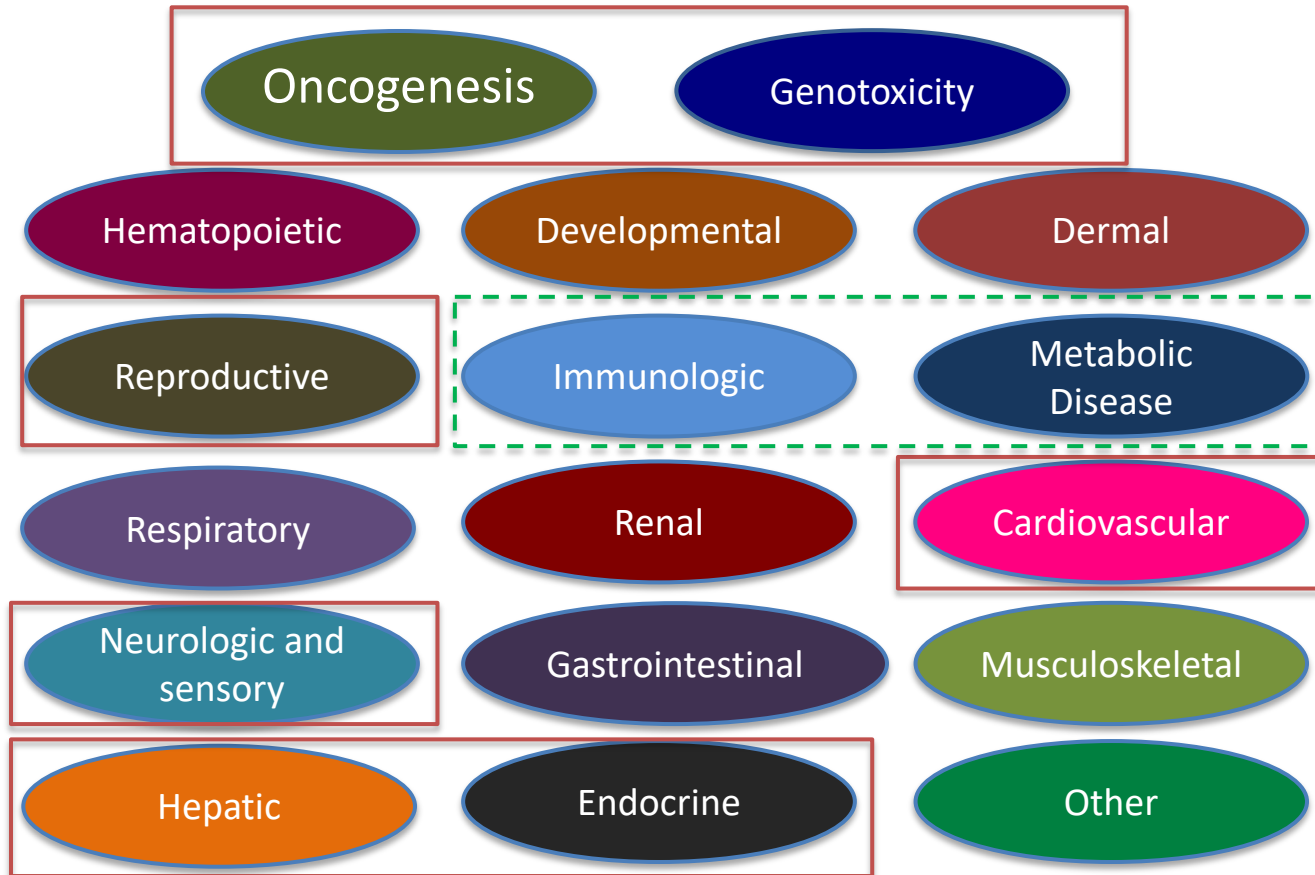 Oncogenesis
Genotoxicity
Hematopoietic
Developmental
Dermal
Reproductive
Immunologic
Metabolic
Disease
Respiratory
Renal
Cardiovascular
Neurologic and
sensory
Gastrointestinal
Musculoskeletal
Hepatic
Endocrine
Other